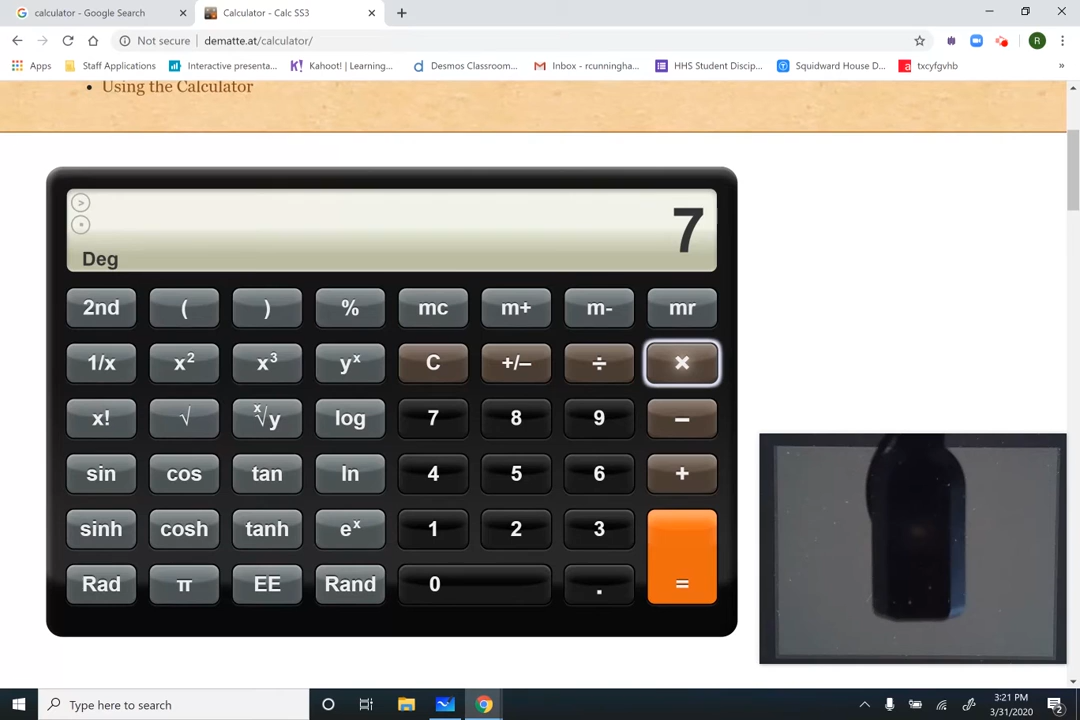 calculator - Google Search
Calculator - Calc SS3
Not secure dematte.at/calculator/
R
Apps Staff Applications Interactive presenta... Kahoot! | Learning... Desmos Classroom... Inbox - rcunningha... HHS Student Discip... Squidward House D... txcyfgvhb »
Using the Calculator
7
Deg
2nd ( ) % mc m+ m- mr
1/x x² x³ yˣ C +/− ÷ ×
x! √ ˣ√y log 7 8 9 −
sin cos tan ln 4 5 6 +
sinh cosh tanh eˣ 1 2 3
Rad π EE Rand 0 . =
Type here to search
3:21 PM
3/31/2020
2